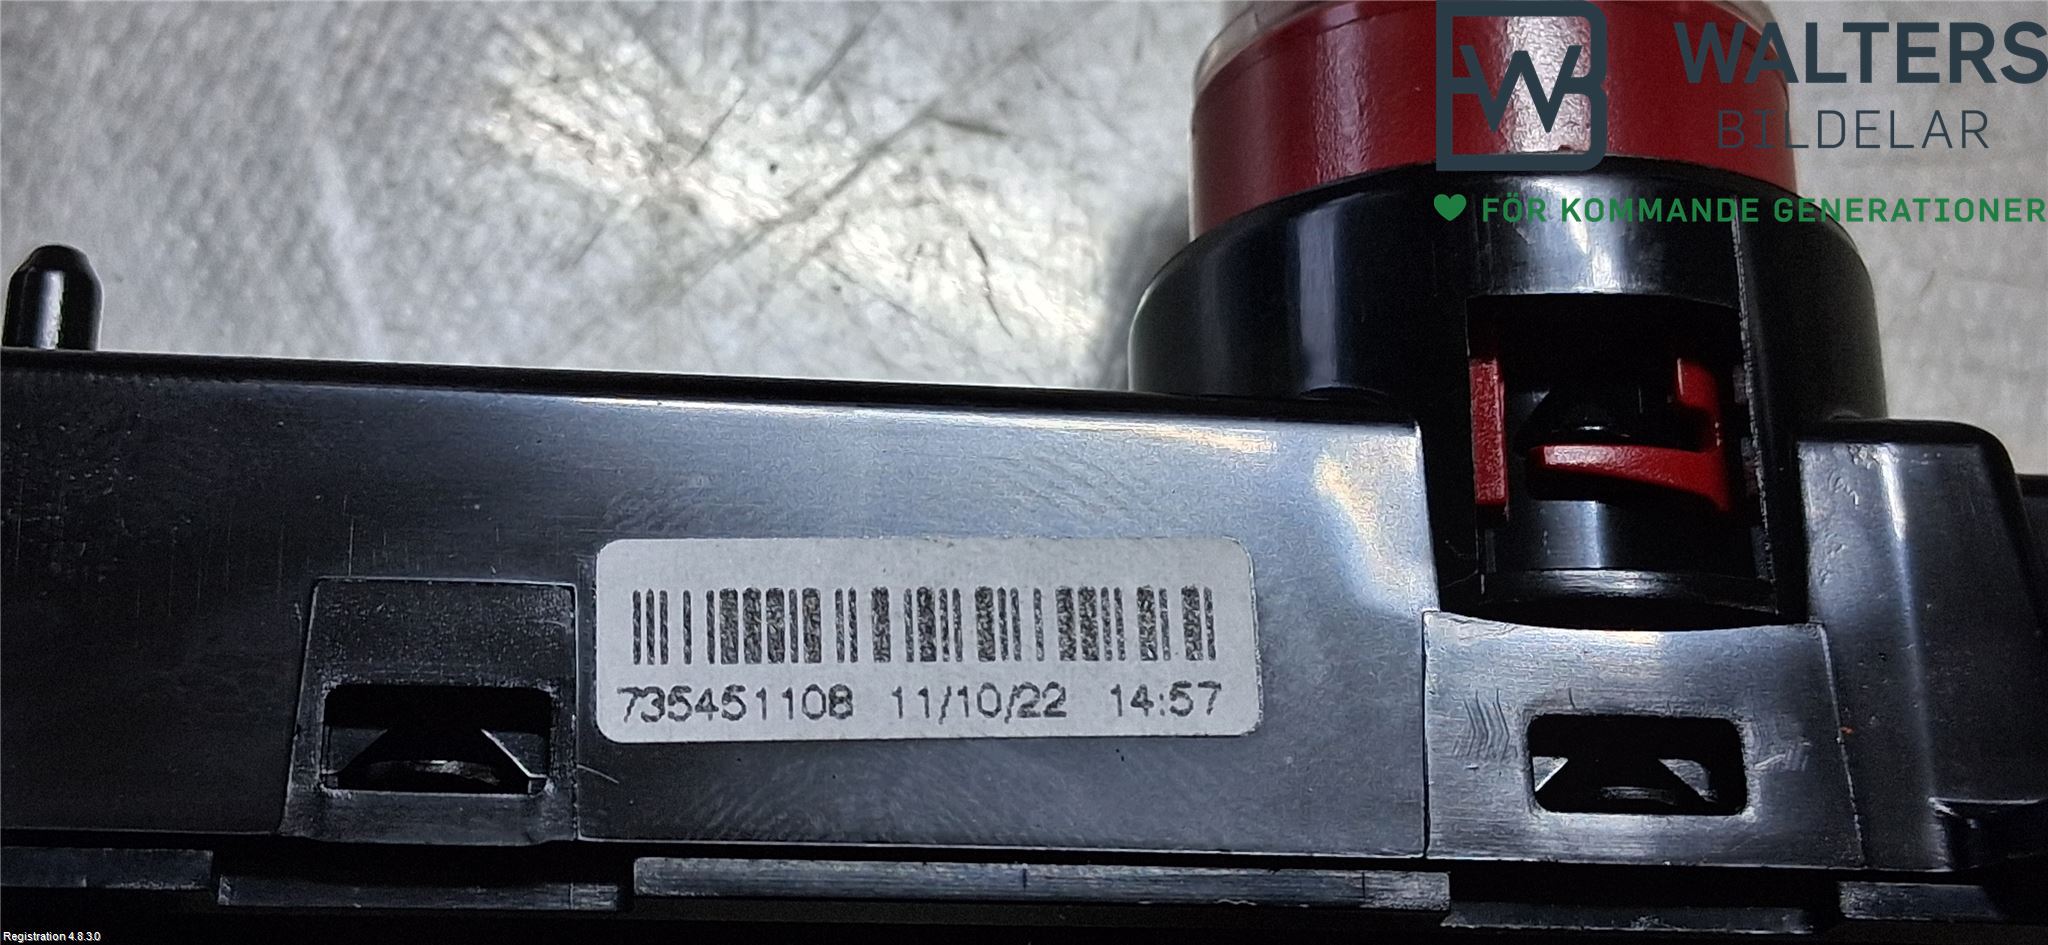 WALTERS
BILDELAR
FÖR KOMMANDE GENERATIONER
735451108 11/10/22 14:57
Registration 4.8.3.0